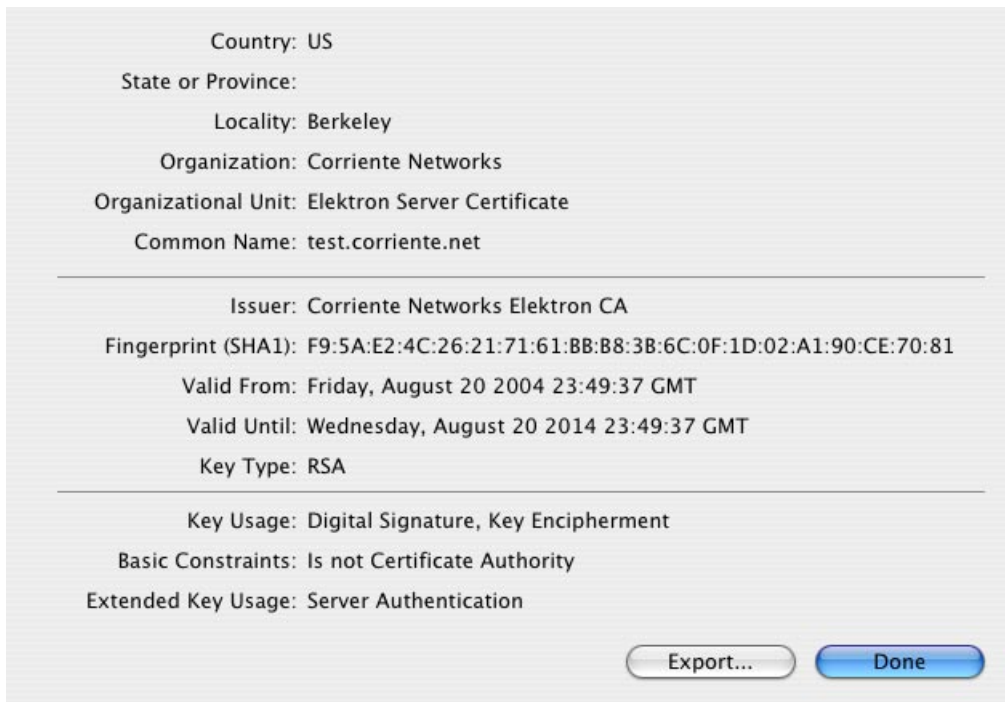 Country: US
State or Province:
Locality: Berkeley
Organization: Corriente Networks
Organizational Unit: Elektron Server Certificate
Common Name: test.corriente.net
Issuer: Corriente Networks Elektron CA
Fingerprint (SHA1): F9:5A:E2:4C:26:21:71:61:BB:B8:3B:6C:0F:1D:02:A1:90:CE:70:81
Valid From: Friday, August 20 2004 23:49:37 GMT
Valid Until: Wednesday, August 20 2014 23:49:37 GMT
Key Type: RSA
Key Usage: Digital Signature, Key Encipherment
Basic Constraints: Is not Certificate Authority
Extended Key Usage: Server Authentication
Export... Done